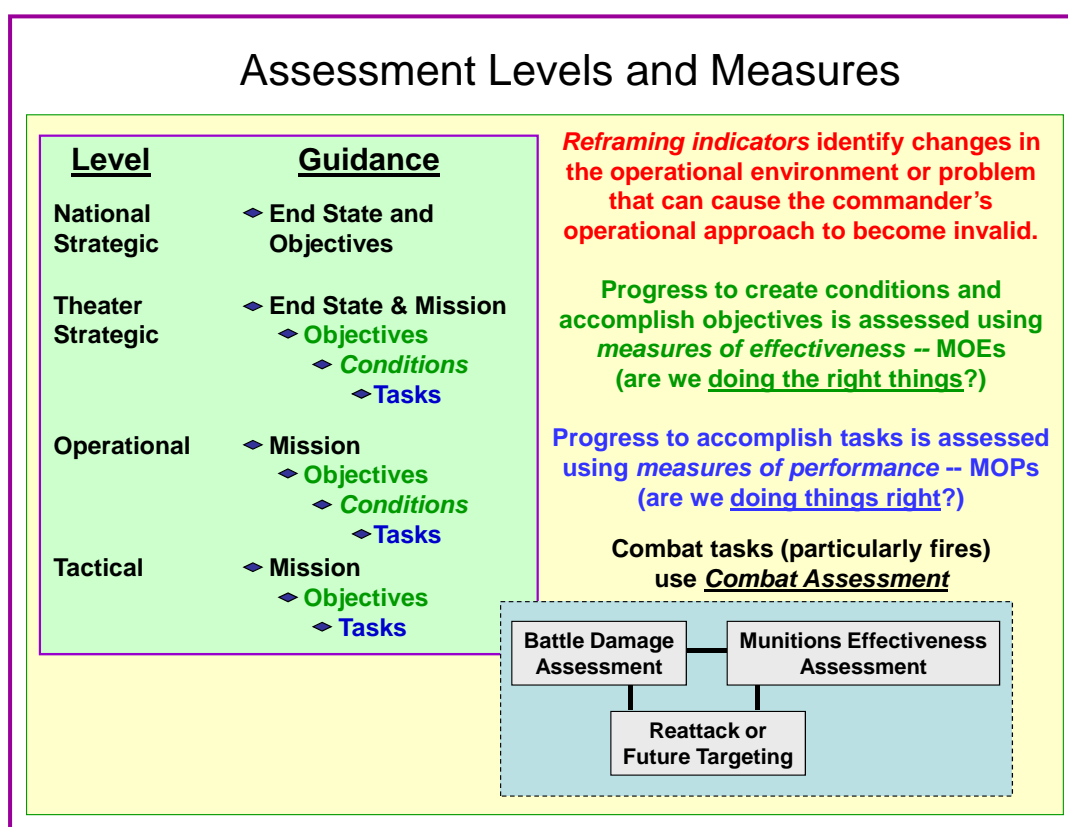 Assessment Levels and Measures
Level
Guidance
National
Strategic
End State and
Objectives
Theater
Strategic
End State & Mission
Objectives
Conditions
Tasks
Operational
Mission
Objectives
Conditions
Tasks
Tactical
Mission
Objectives
Tasks
Reframing indicators identify changes in
the operational environment or problem
that can cause the commander's
operational approach to become invalid.
Progress to create conditions and
accomplish objectives is assessed using
measures of effectiveness -- MOEs
(are we doing the right things?)
Progress to accomplish tasks is assessed
using measures of performance -- MOPs
(are we doing things right?)
Combat tasks (particularly fires)
use Combat Assessment
Battle Damage
Assessment
Munitions Effectiveness
Assessment
Reattack or
Future Targeting